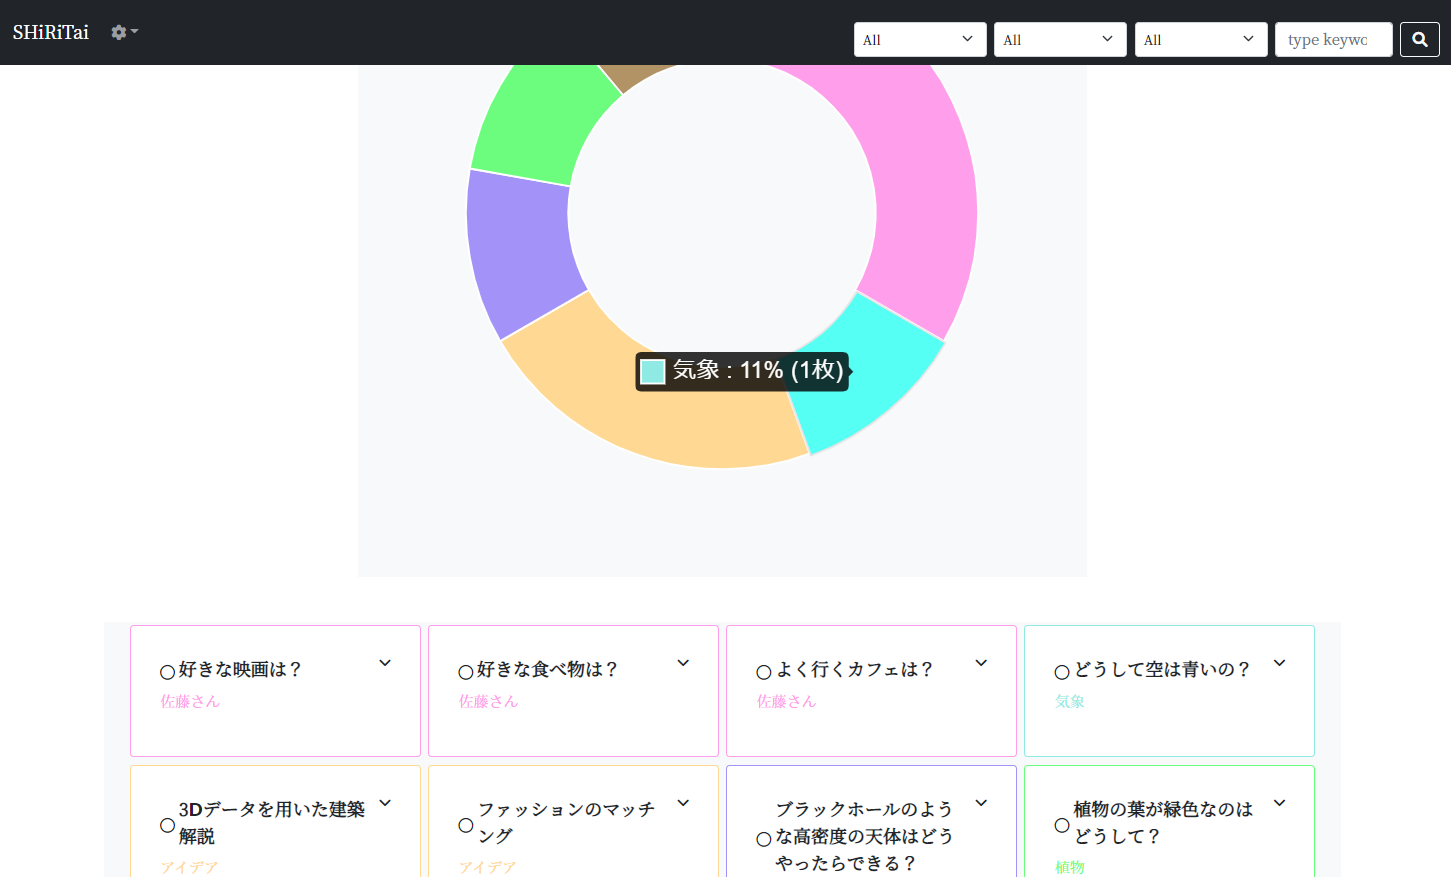 SHiRiTai
All
All
All
type keywo
気象 : 11% (1枚)
好きな映画は？
佐藤さん
好きな食べ物は？
佐藤さん
よく行くカフェは？
佐藤さん
どうして空は青いの？
気象
3Dデータを用いた建築
解説
アイデア
ファッションのマッチ
ング
アイデア
ブラックホールのよう
な高密度の天体はどう
やったらできる？
植物の葉が緑色なのは
どうして？
植物